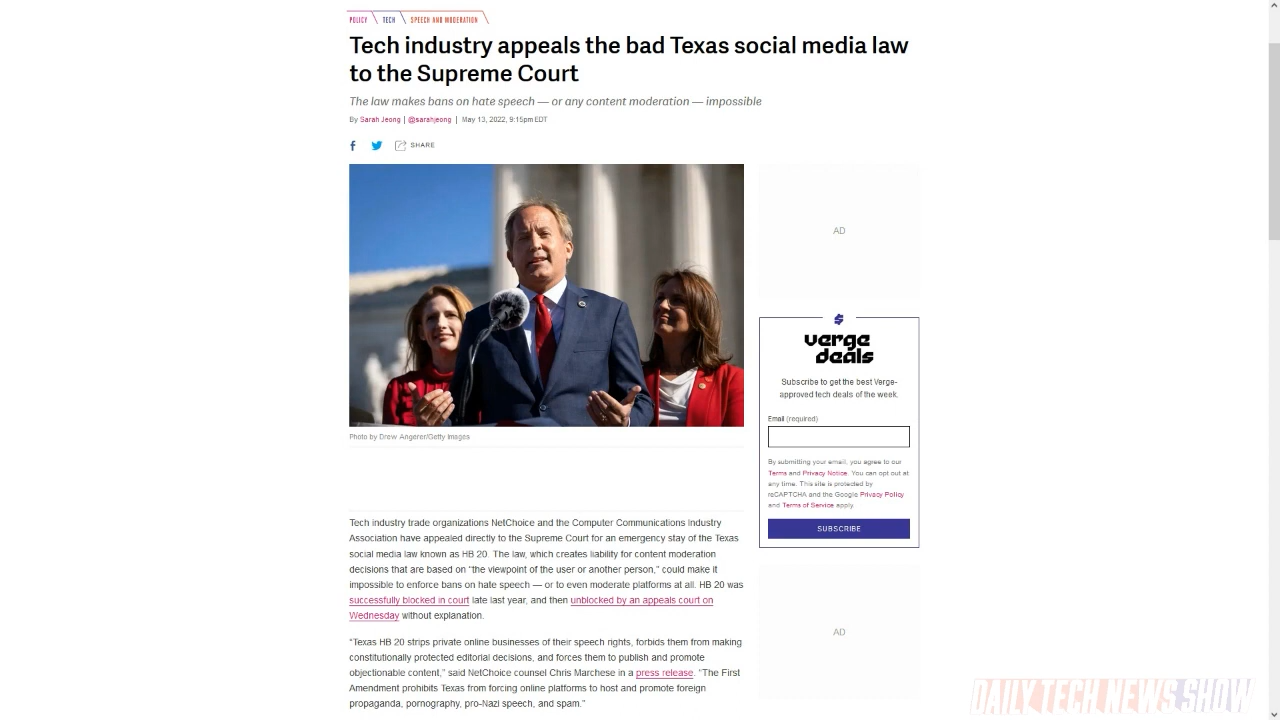 POLICY TECH SPEECH AND MODERATION
Tech industry appeals the bad Texas social media law
to the Supreme Court
The law makes bans on hate speech — or any content moderation — impossible
By Sarah Jeong | @sarahjeong | May 13, 2022, 9:15pm EDT
SHARE
Photo by Drew Angerer/Getty Images
Tech industry trade organizations NetChoice and the Computer Communications Industry
Association have appealed directly to the Supreme Court for an emergency stay of the Texas
social media law known as HB 20. The law, which creates liability for content moderation
decisions that are based on “the viewpoint of the user or another person,” could make it
impossible to enforce bans on hate speech — or to even moderate platforms at all. HB 20 was
successfully blocked in court late last year, and then unblocked by an appeals court on
Wednesday without explanation.
“Texas HB 20 strips private online businesses of their speech rights, forbids them from making
constitutionally protected editorial decisions, and forces them to publish and promote
objectionable content,” said NetChoice counsel Chris Marchese in a press release. “The First
Amendment prohibits Texas from forcing online platforms to host and promote foreign
propaganda, pornography, pro-Nazi speech, and spam.”
AD
verge
deals
Subscribe to get the best Verge-
approved tech deals of the week.
Email (required)
By submitting your email, you agree to our
Terms and Privacy Notice. You can opt out at
any time. This site is protected by
reCAPTCHA and the Google Privacy Policy
and Terms of Service apply.
SUBSCRIBE
AD
DAILY TECH NEWS SHOW